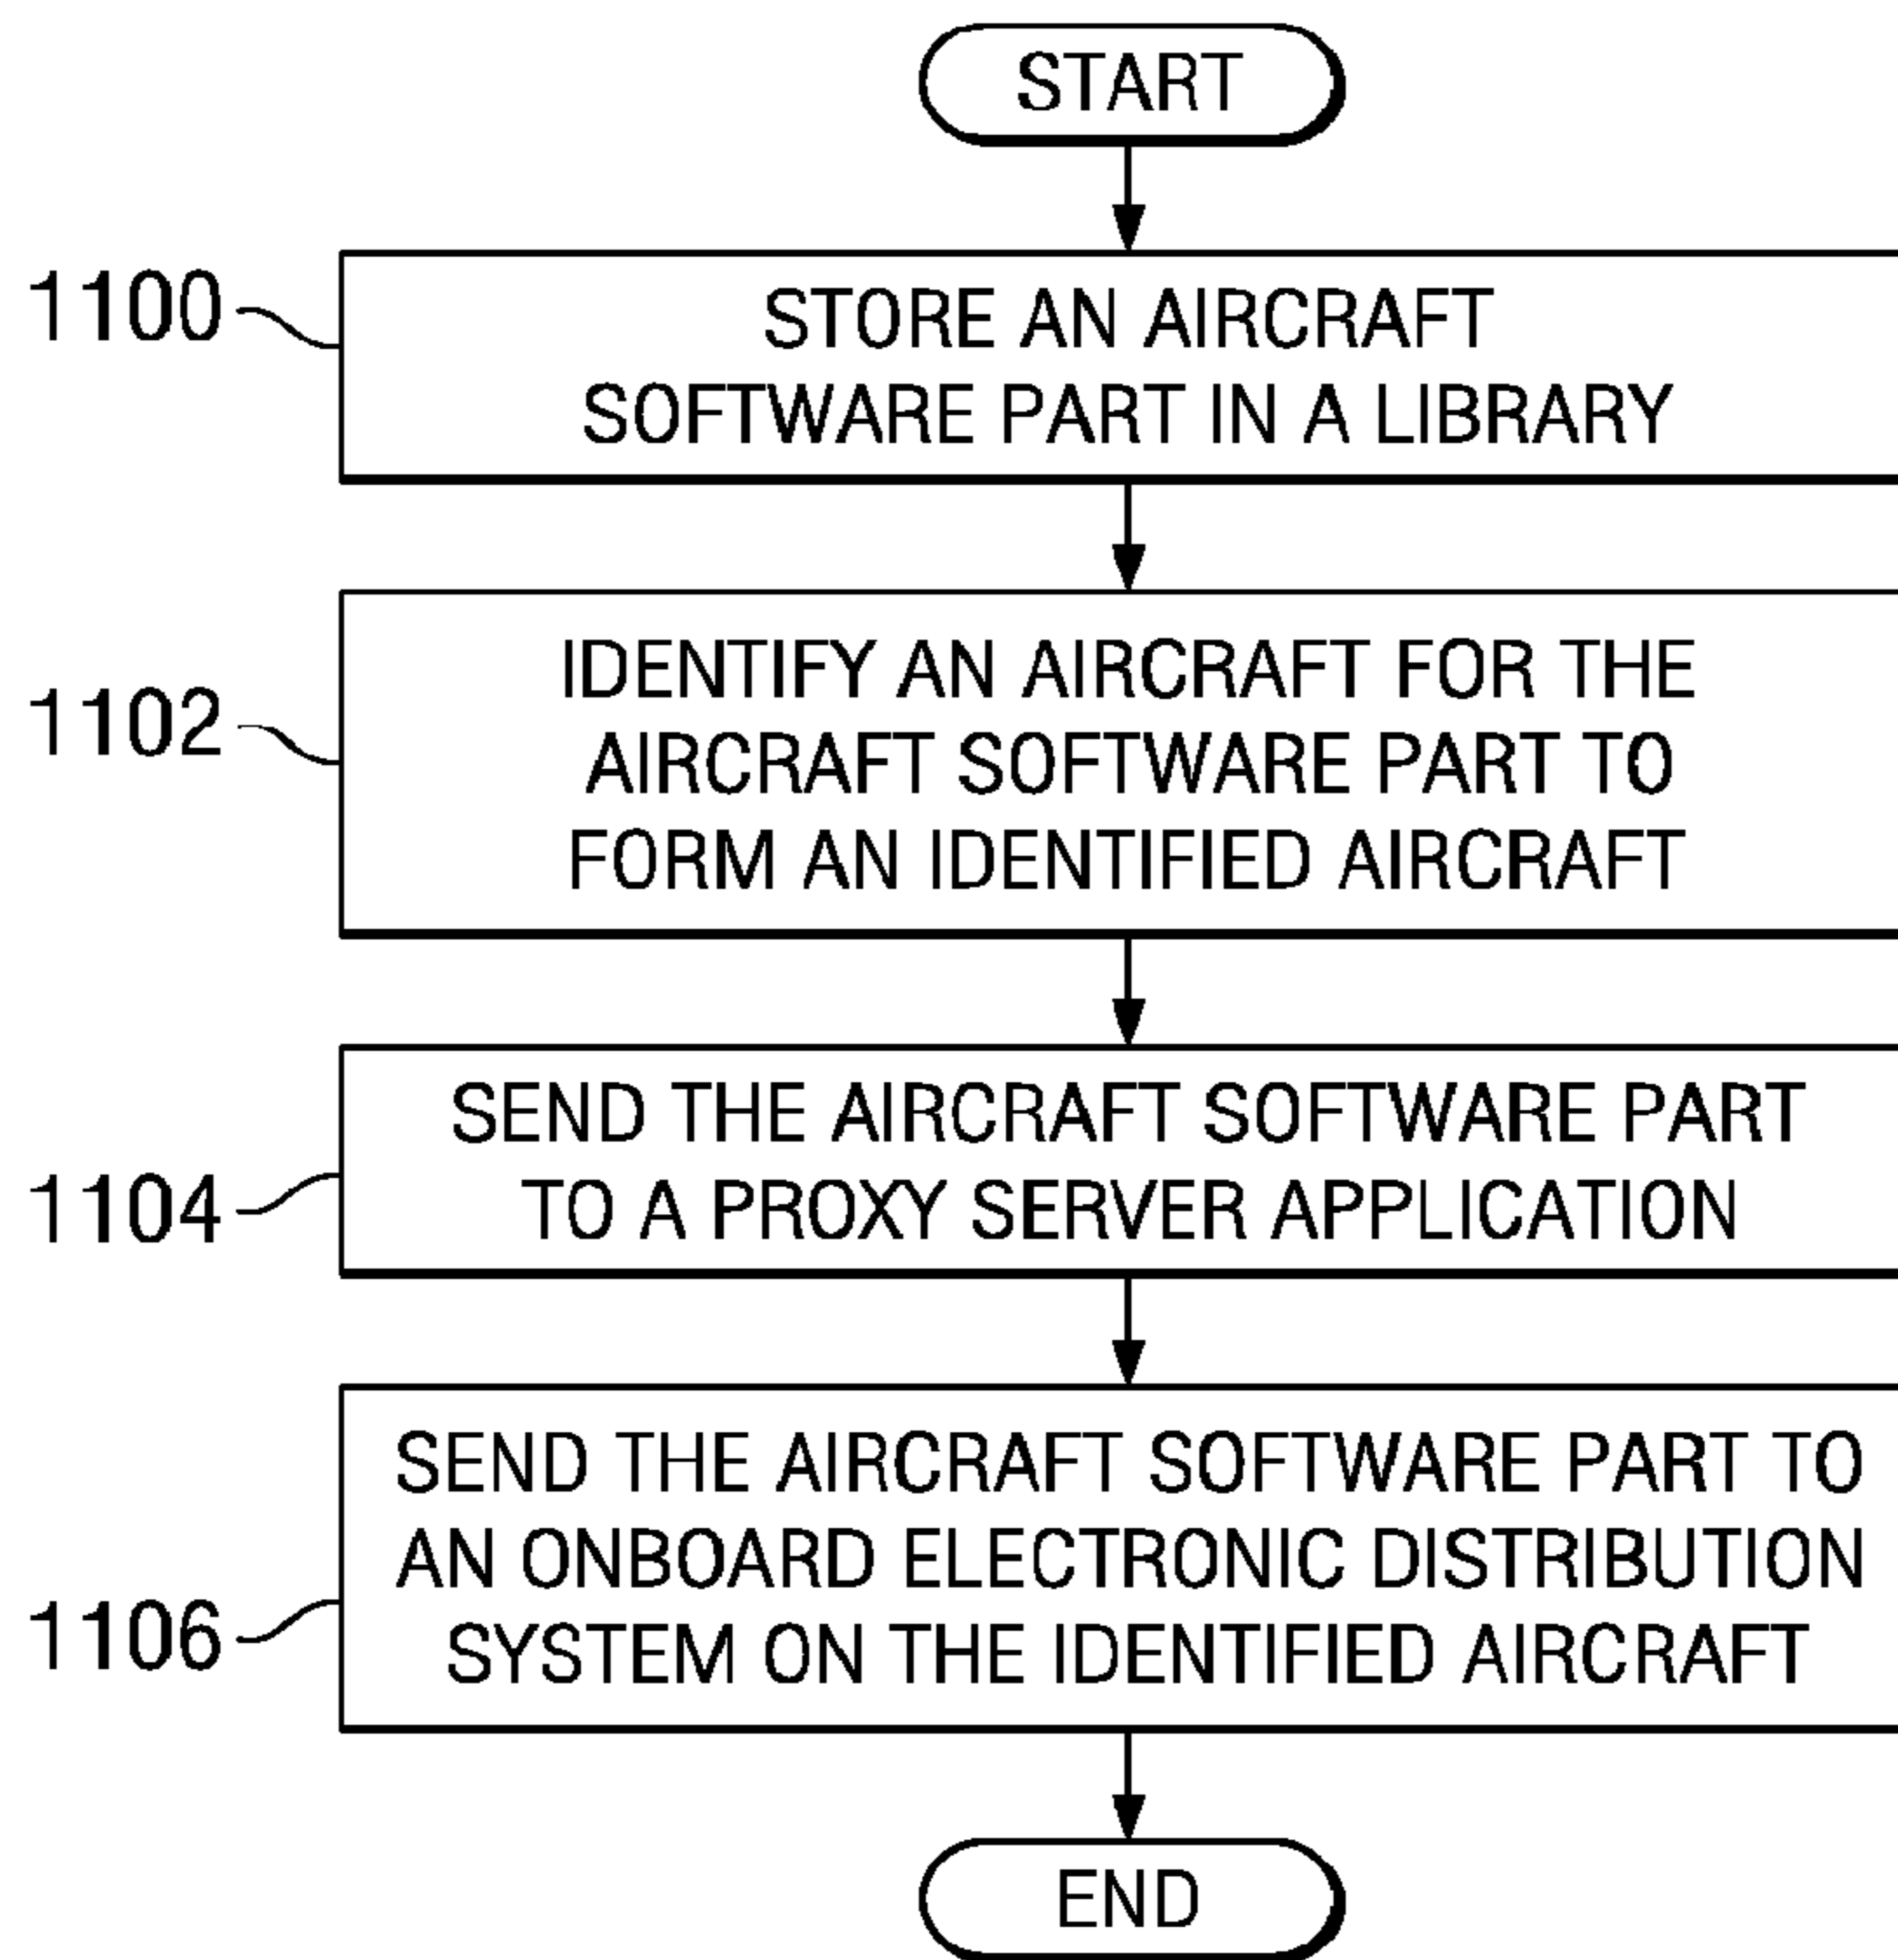 START
1100
STORE AN AIRCRAFT
SOFTWARE PART IN A LIBRARY
1102
IDENTIFY AN AIRCRAFT FOR THE
AIRCRAFT SOFTWARE PART TO
FORM AN IDENTIFIED AIRCRAFT
1104
SEND THE AIRCRAFT SOFTWARE PART
TO A PROXY SERVER APPLICATION
1106
SEND THE AIRCRAFT SOFTWARE PART TO
AN ONBOARD ELECTRONIC DISTRIBUTION
SYSTEM ON THE IDENTIFIED AIRCRAFT
END